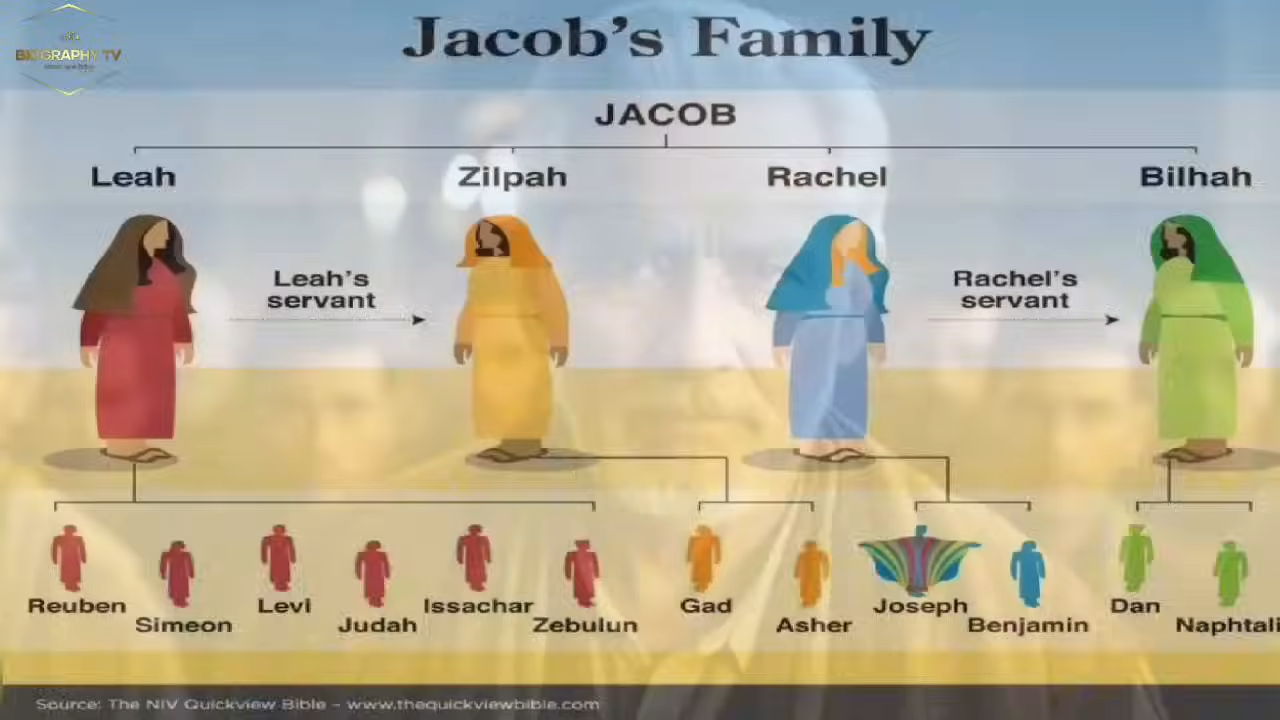 BIOGRAPHY TV
Jacob's Family
JACOB
Leah
Zilpah
Rachel
Bilhah
Leah's
servant
Rachel's
servant
Reuben
Simeon
Levi
Judah
Issachar
Zebulun
Gad
Asher
Joseph
Benjamin
Dan
Naphtali
Source: The NIV Quickview Bible – www.thequickviewbible.com